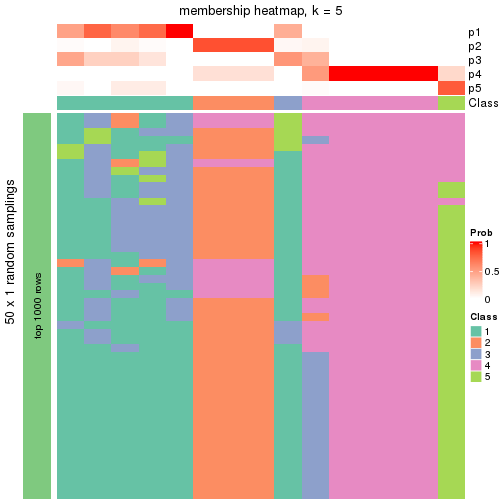 membership heatmap, k = 5
p1
p2
p3
p4
p5
Class
50 x 1 random samplings
top 1000 rows
Prob
1
0.5
0
Class
1
2
3
4
5